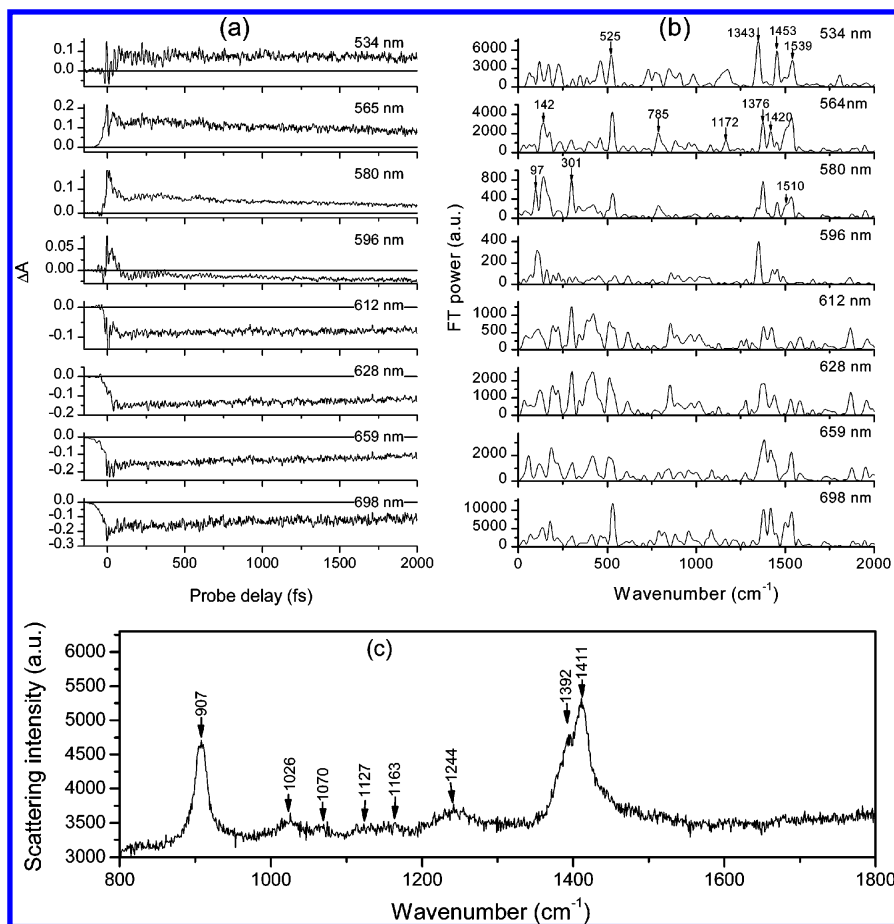 (a)
534 nm
0.1
0.0
565 nm
0.2
0.1
0.0
580 nm
0.1
0.0
596 nm
0.05
0.00
612 nm
0.0
-0.1
628 nm
0.0
-0.1
-0.2
659 nm
0.0
-0.1
-0.2
698 nm
0.0
-0.1
-0.2
-0.3
0 500 1000 1500 2000
ΔA
Probe delay (fs)
(b)
534 nm
525
1343
1453
1539
6000
3000
0
564nm
142
785
1172
1376
1420
4000
2000
0
580 nm
97
301
1510
800
400
0
596 nm
400
200
0
612 nm
1000
500
0
628 nm
2000
1000
0
659 nm
2000
0
698 nm
10000
5000
0
0 500 1000 1500 2000
FT power (a.u.)
Wavenumber (cm⁻¹)
(c)
907
1026
1070
1127
1163
1244
1392
1411
6000
5500
5000
4500
4000
3500
3000
800 1000 1200 1400 1600 1800
Scattering intensity (a.u.)
Wavenumber (cm⁻¹)